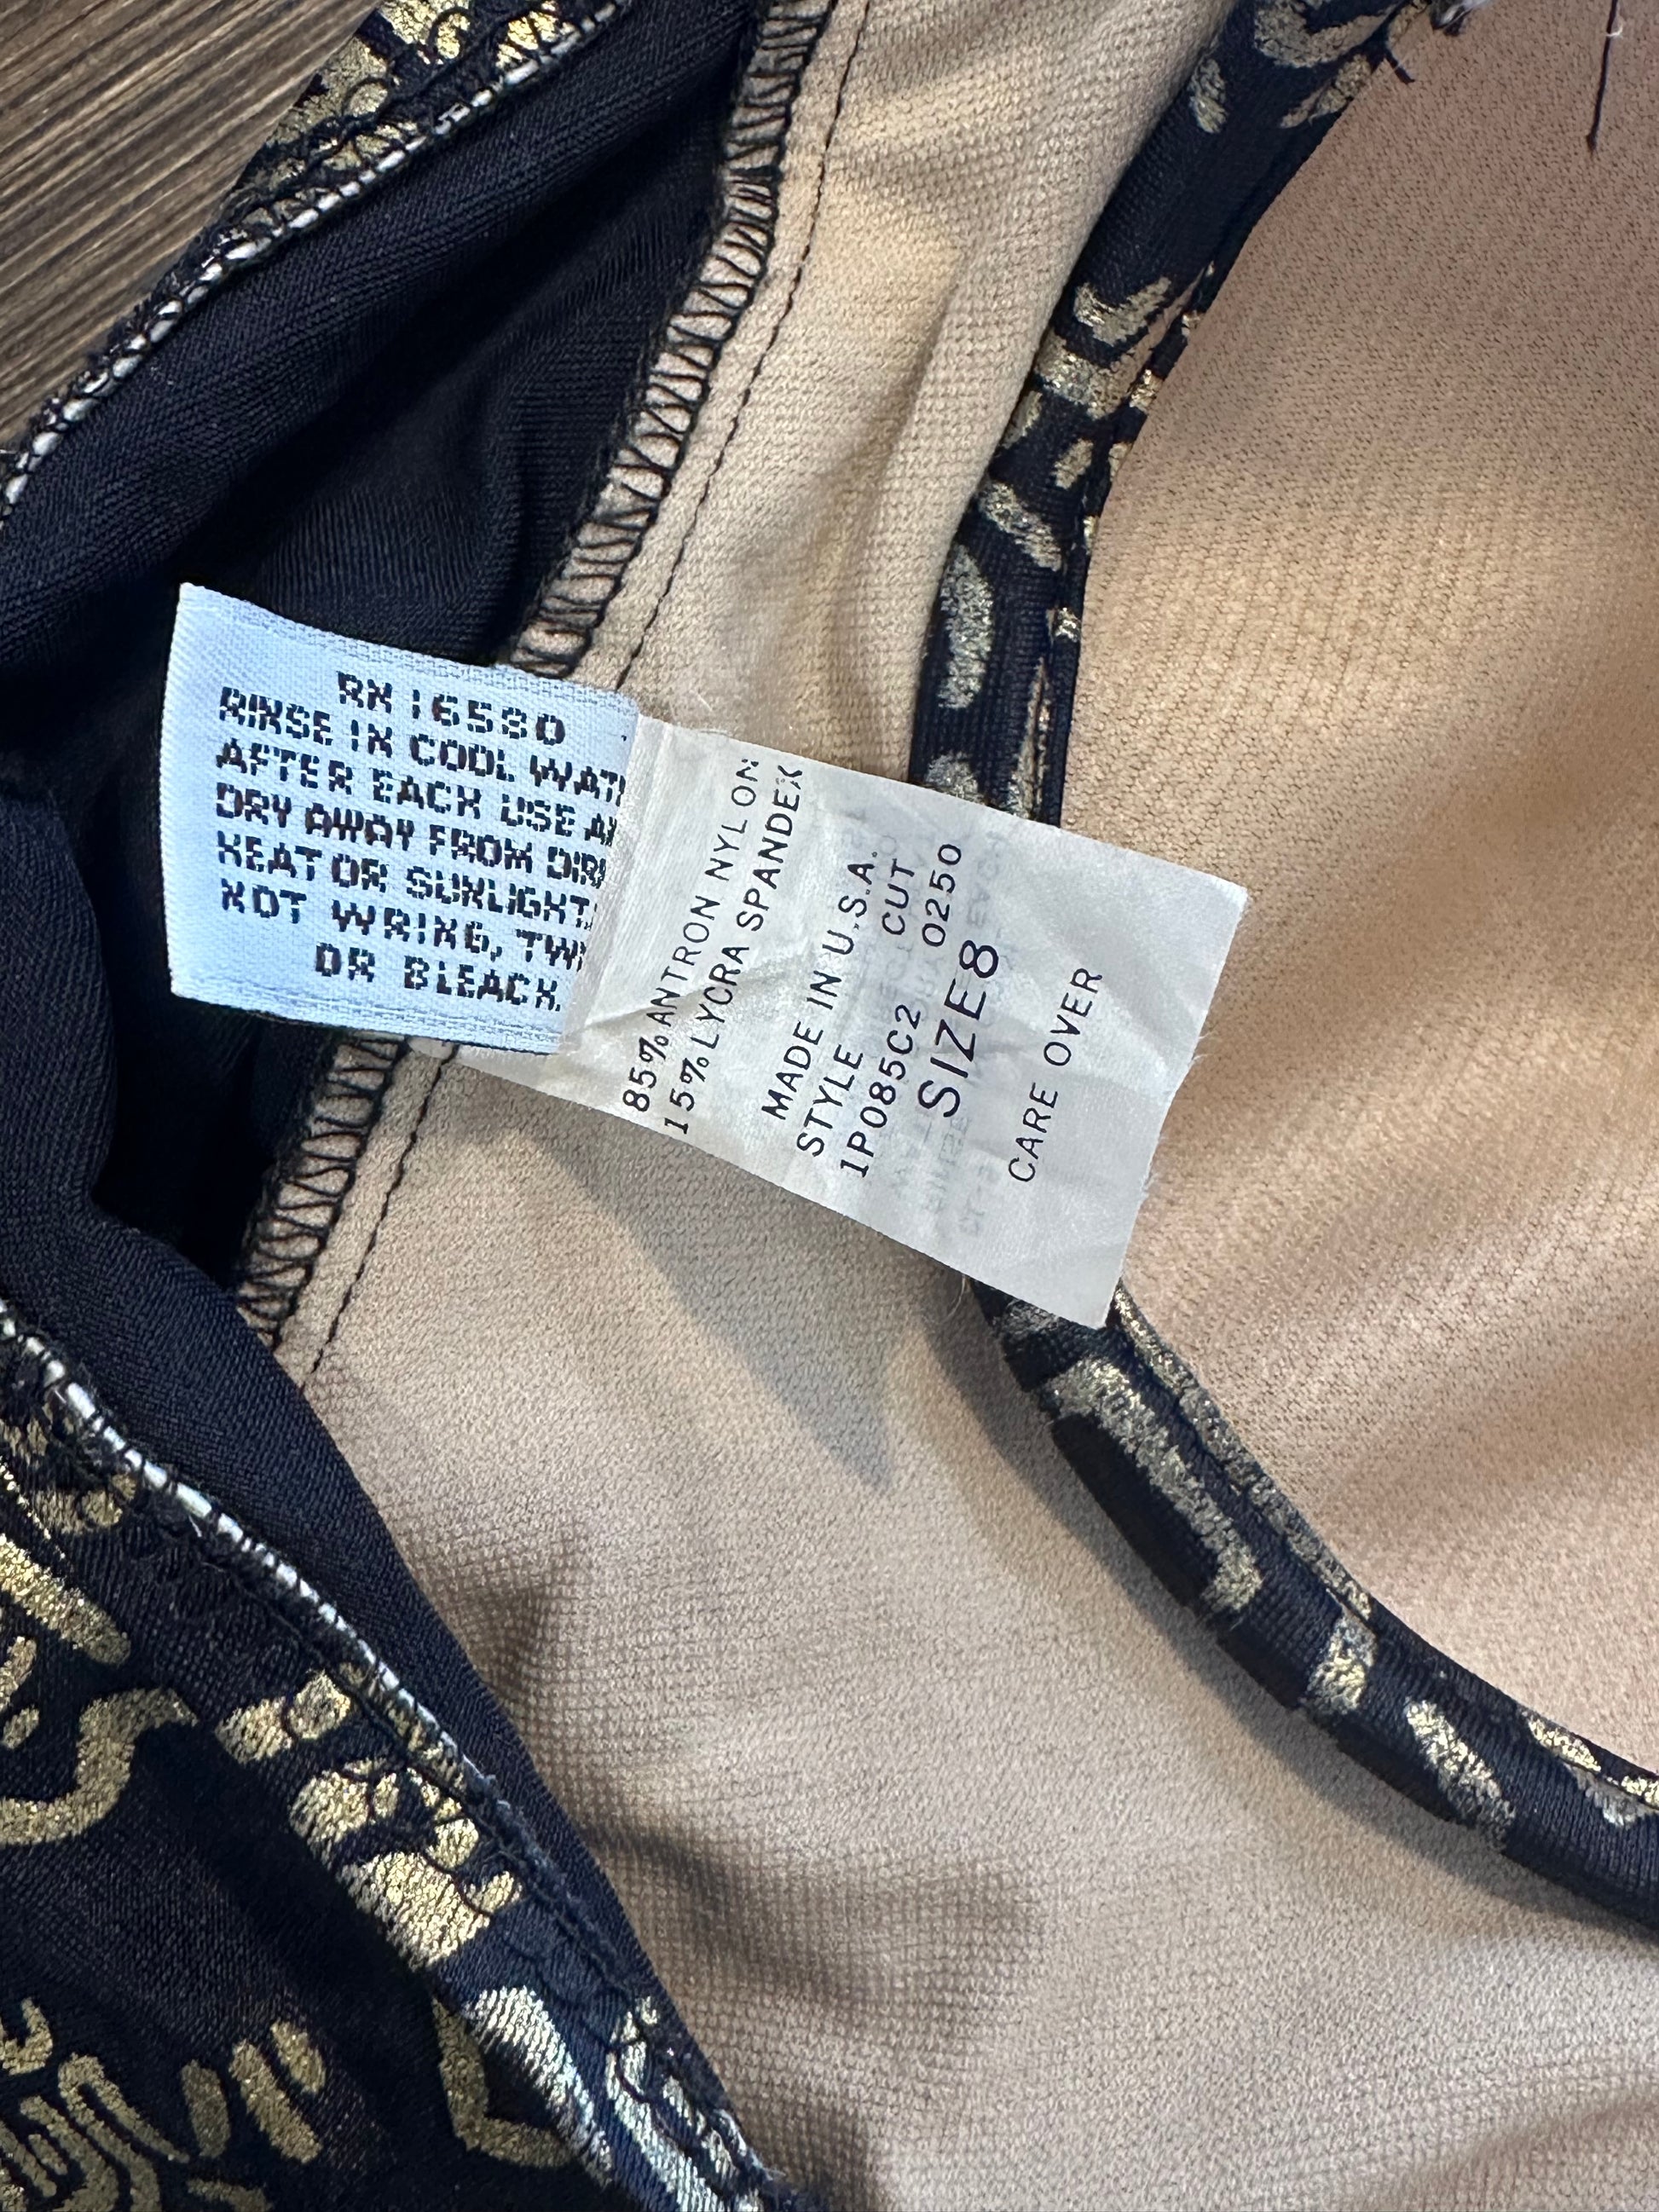 RN 16580
RINSE IN COOL WAT
AFTER EACH USE A
DRY AWAY FROM DIR
HEAT OR SUNLIGHT.
NOT WRING, TW
OR BLEACH.
85% ANTRON NYLON
15% LYCRA SPANDEX
MADE IN U.S.A.
STYLE CUT
1P085C2 0250
SIZE 8
CARE OVER